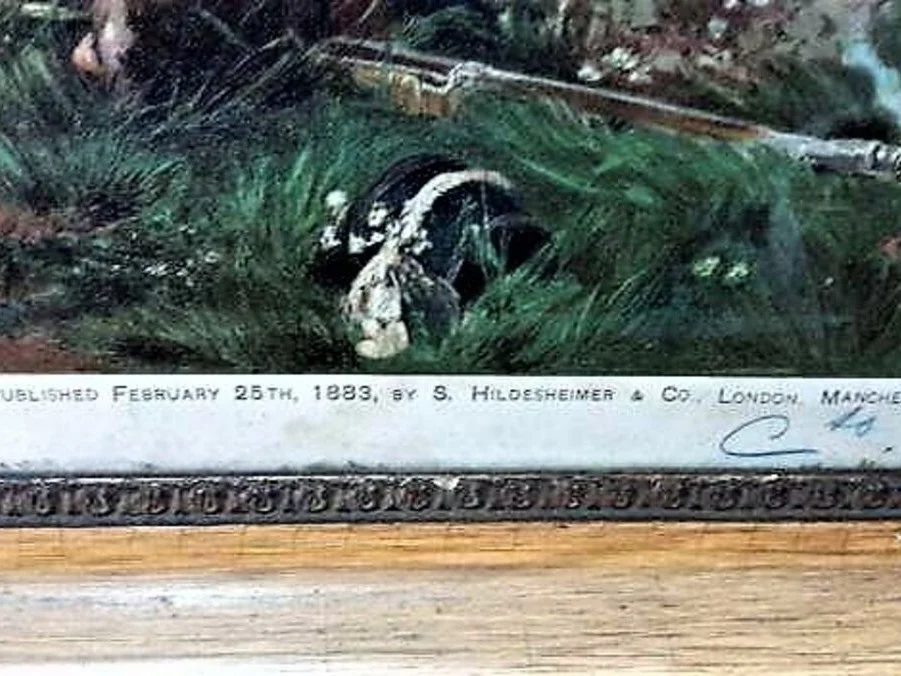 UBLISHED FEBRUARY 25TH, 1883, BY S. HILDESHEIMER & CO., LONDON, MANCHE